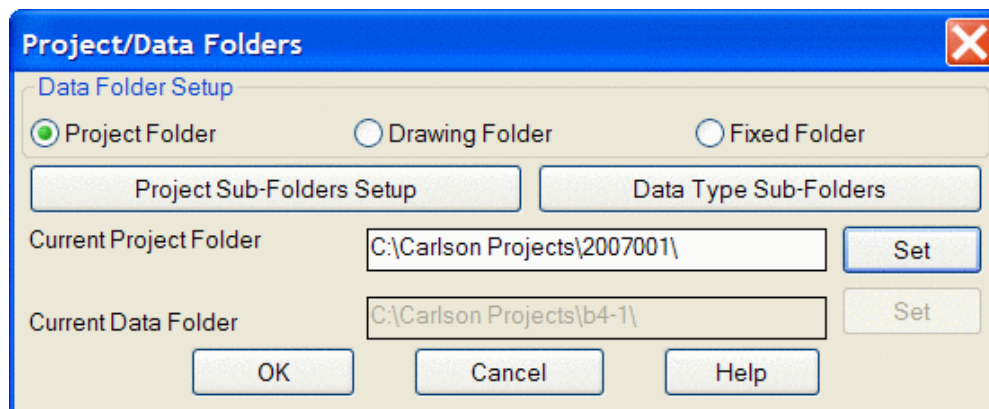 Project/Data Folders
Data Folder Setup
Project Folder Drawing Folder Fixed Folder
Project Sub-Folders Setup Data Type Sub-Folders
Current Project Folder C:\Carlson Projects\2007001\ Set
Current Data Folder C:\Carlson Projects\b4-1\ Set
OK Cancel Help